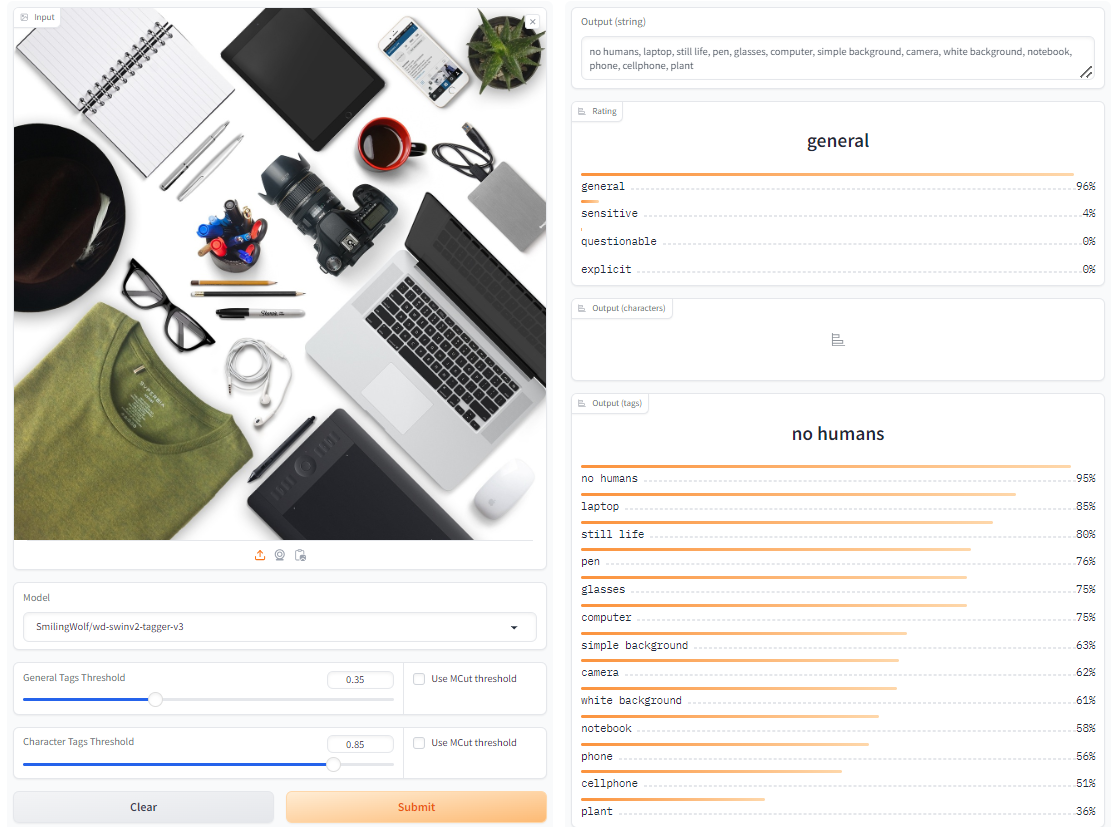 Input
Sharpie
Model
SmilingWolf/wd-swinv2-tagger-v3
General Tags Threshold
0.35
Use MCut threshold
Character Tags Threshold
0.85
Use MCut threshold
Clear
Submit
Output (string)
no humans, laptop, still life, pen, glasses, computer, simple background, camera, white background, notebook,
phone, cellphone, plant
Rating
general
general 96%
sensitive 4%
questionable 0%
explicit 0%
Output (characters)
Output (tags)
no humans
no humans 95%
laptop 85%
still life 80%
pen 76%
glasses 75%
computer 75%
simple background 63%
camera 62%
white background 61%
notebook 58%
phone 56%
cellphone 51%
plant 36%